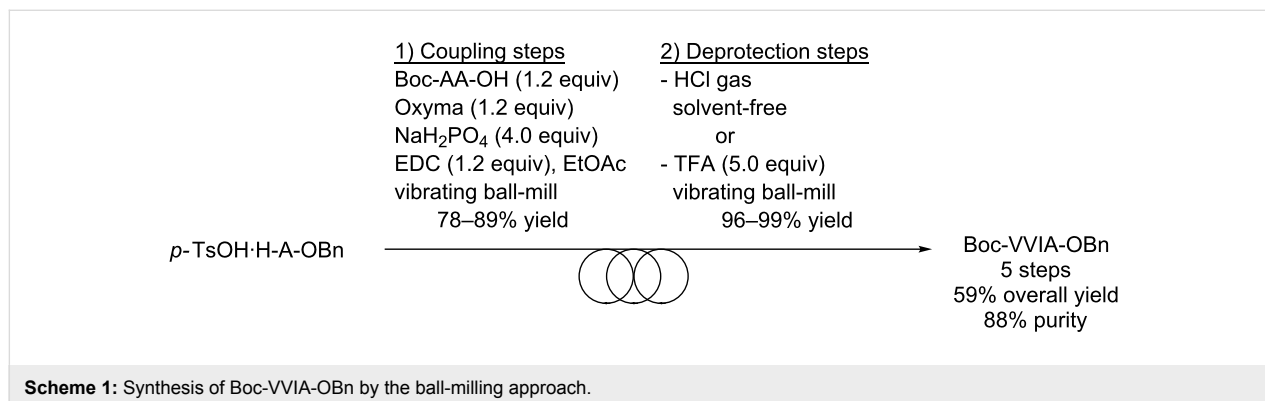 1) Coupling steps
Boc-AA-OH (1.2 equiv)
Oxyma (1.2 equiv)
NaH₂PO₄ (4.0 equiv)
EDC (1.2 equiv), EtOAc
vibrating ball-mill
78–89% yield
2) Deprotection steps
- HCl gas
solvent-free
or
- TFA (5.0 equiv)
vibrating ball-mill
96–99% yield
p-TsOH·H-A-OBn
Boc-VVIA-OBn
5 steps
59% overall yield
88% purity
Scheme 1: Synthesis of Boc-VVIA-OBn by the ball-milling approach.